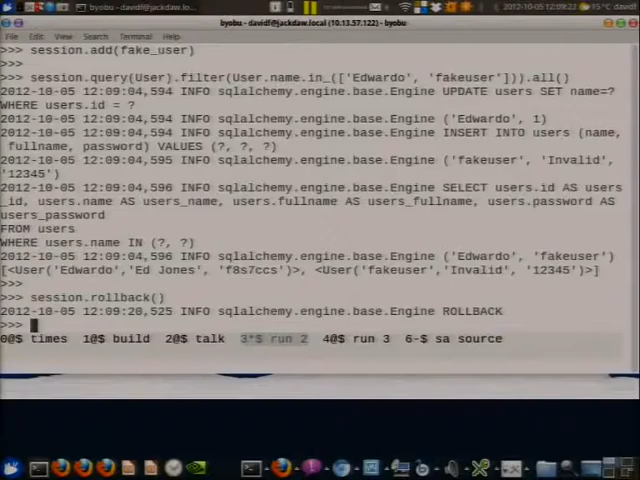 byobu
2012-10-05 12:09:23
15°C
davidf
byobu - davidf@jackdaw.local (10.13.57.122) - byobu
File Edit View Search Terminal Help
>>> session.add(fake_user)
>>>
>>> session.query(User).filter(User.name.in_(['Edwardo', 'fakeuser'])).all()
2012-10-05 12:09:04,594 INFO sqlalchemy.engine.base.Engine UPDATE users SET name=?
WHERE users.id = ?
2012-10-05 12:09:04,594 INFO sqlalchemy.engine.base.Engine ('Edwardo', 1)
2012-10-05 12:09:04,594 INFO sqlalchemy.engine.base.Engine INSERT INTO users (name,
fullname, password) VALUES (?, ?, ?)
2012-10-05 12:09:04,595 INFO sqlalchemy.engine.base.Engine ('fakeuser', 'Invalid',
'12345')
2012-10-05 12:09:04,596 INFO sqlalchemy.engine.base.Engine SELECT users.id AS users
_id, users.name AS users_name, users.fullname AS users_fullname, users.password AS
users_password
FROM users
WHERE users.name IN (?, ?)
2012-10-05 12:09:04,596 INFO sqlalchemy.engine.base.Engine ('Edwardo', 'fakeuser')
[<User('Edwardo','Ed Jones', 'f8s7ccs')>, <User('fakeuser','Invalid', '12345')>]
>>>
>>> session.rollback()
2012-10-05 12:09:20,525 INFO sqlalchemy.engine.base.Engine ROLLBACK
>>>
0@$ times 1@$ build 2@$ talk 3*$ run 2 4@$ run 3 6-$ sa source